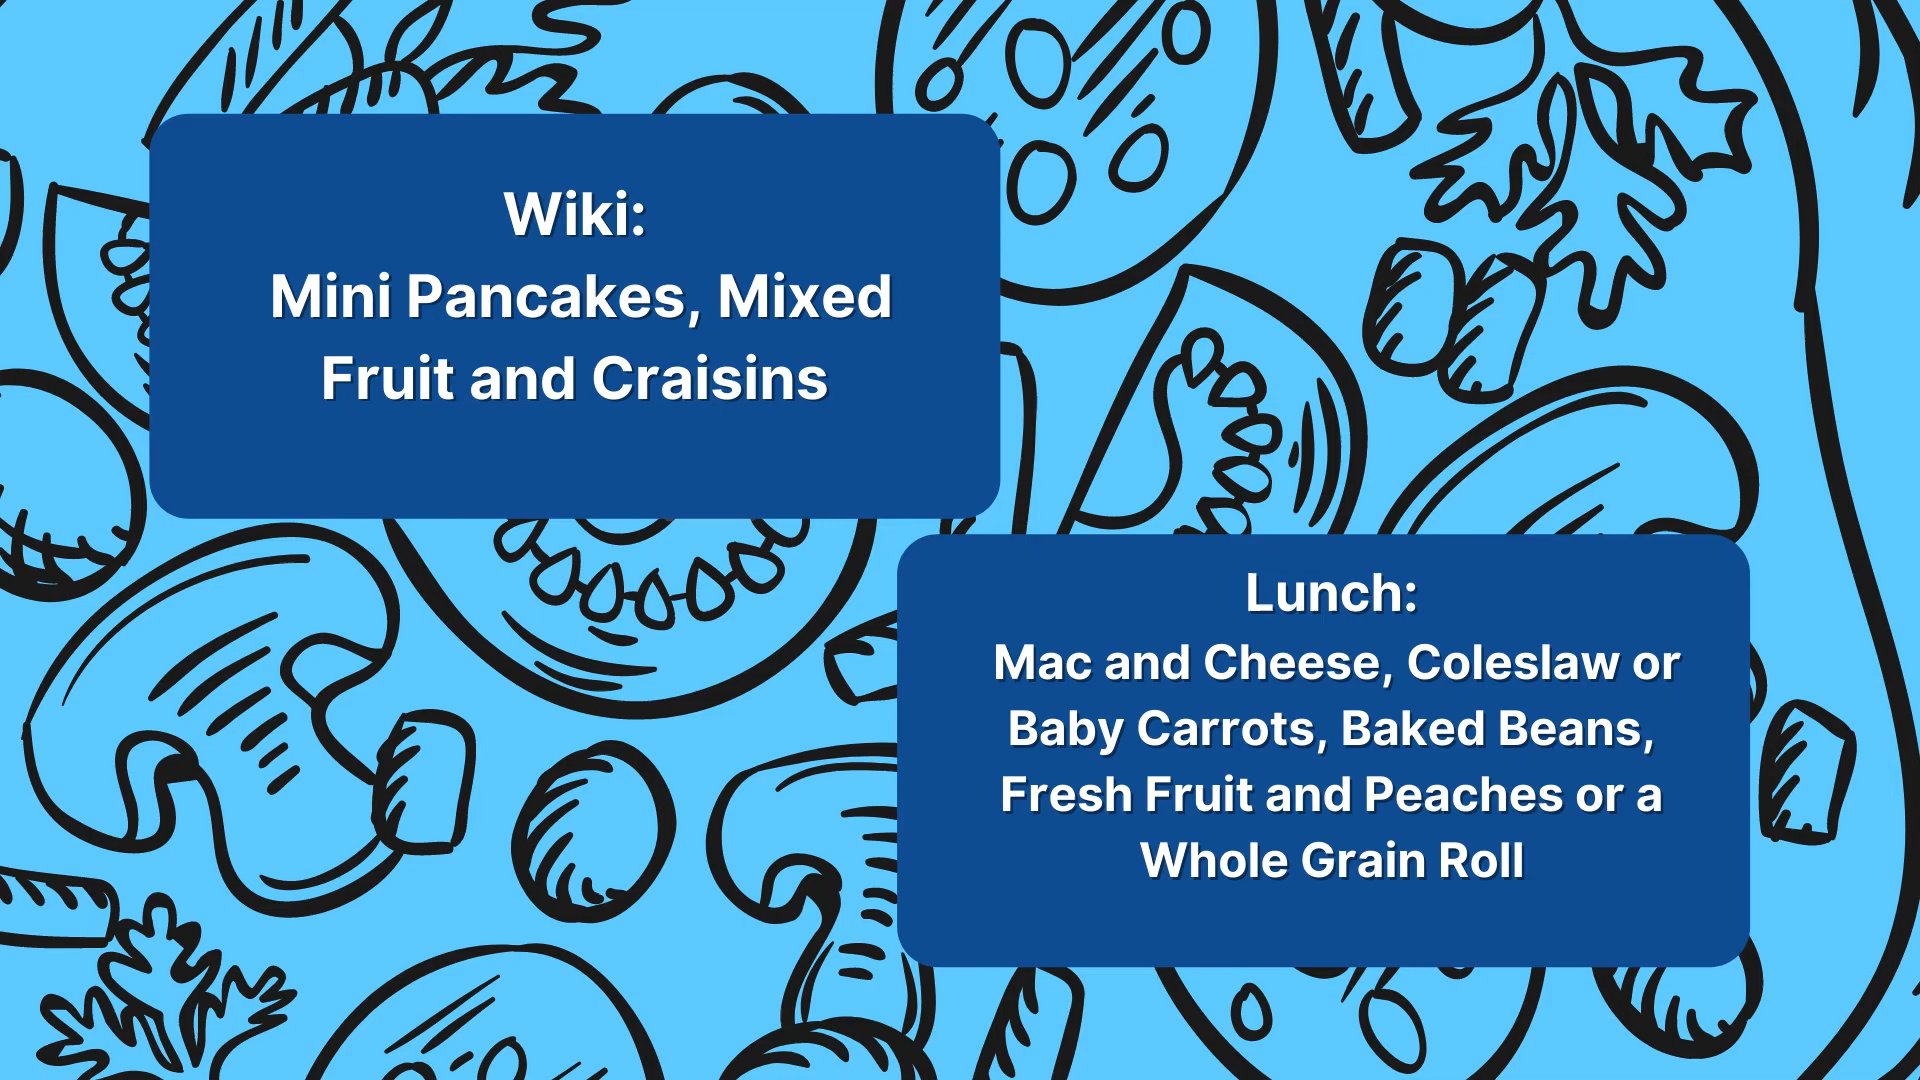 Wiki:
Mini Pancakes, Mixed
Fruit and Craisins
Lunch:
Mac and Cheese, Coleslaw or
Baby Carrots, Baked Beans,
Fresh Fruit and Peaches or a
Whole Grain Roll